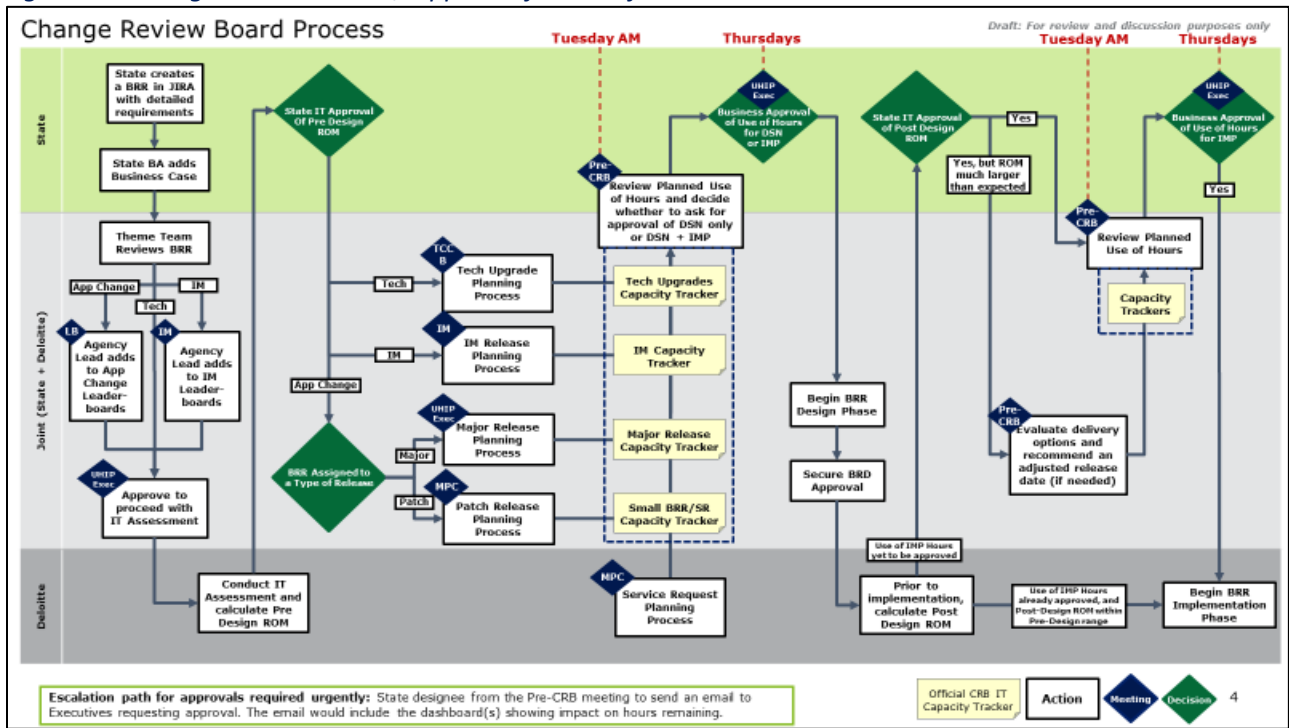 Change Review Board Process
Draft: For review and discussion purposes only
Tuesday AM
Thursdays
Tuesday AM
Thursdays
State
State creates
a BRR in JIRA
with detailed
requirements
State BA adds
Business Case
State IT Approval
Of Pre Design
ROM
Pre-
CRB
Review Planned Use
of Hours and decide
whether to ask for
approval of DSN only
or DSN + IMP
UHIP
Exec
Business Approval
of Use of Hours
for DSN
or IMP
State IT Approval
of Post Design
ROM
Yes
Yes, but ROM
much larger
than expected
UHIP
Exec
Business Approval
of Use of Hours
for IMP
Yes
Joint (State + Deloitte)
Theme Team
Reviews BRR
App Change
IM
Tech
LB
Agency
Lead adds
to App
Change
Leader-
boards
IM
Agency
Lead adds
to IM
Leader-
boards
UHIP
Exec
Approve to
proceed with
IT Assessment
Tech
IM
App Change
BRR Assigned to
a Type of Release
Major
Patch
TCC
B
Tech Upgrade
Planning
Process
IM
IM Release
Planning
Process
UHIP
Exec
Major Release
Planning
Process
MPC
Patch Release
Planning
Process
Tech Upgrades
Capacity Tracker
IM Capacity
Tracker
Major Release
Capacity Tracker
Small BRR/SR
Capacity Tracker
Begin BRR
Design Phase
Secure BRD
Approval
Pre-
CRB
Review Planned
Use of Hours
Capacity
Trackers
Pre-
CRB
Evaluate delivery
options and
recommend an
adjusted release
date (if needed)
Deloitte
Conduct IT
Assessment and
calculate Pre
Design ROM
MPC
Service Request
Planning
Process
Use of IMP Hours
yet to be approved
Prior to
implementation,
calculate Post
Design ROM
Use of IMP Hours
already approved, and
Post-Design ROM within
Pre-Design range
Begin BRR
Implementation
Phase
Escalation path for approvals required urgently: State designee from the Pre-CRB meeting to send an email to
Executives requesting approval. The email would include the dashboard(s) showing impact on hours remaining.
Official CRB IT
Capacity Tracker
Action
Meeting
Decision
4